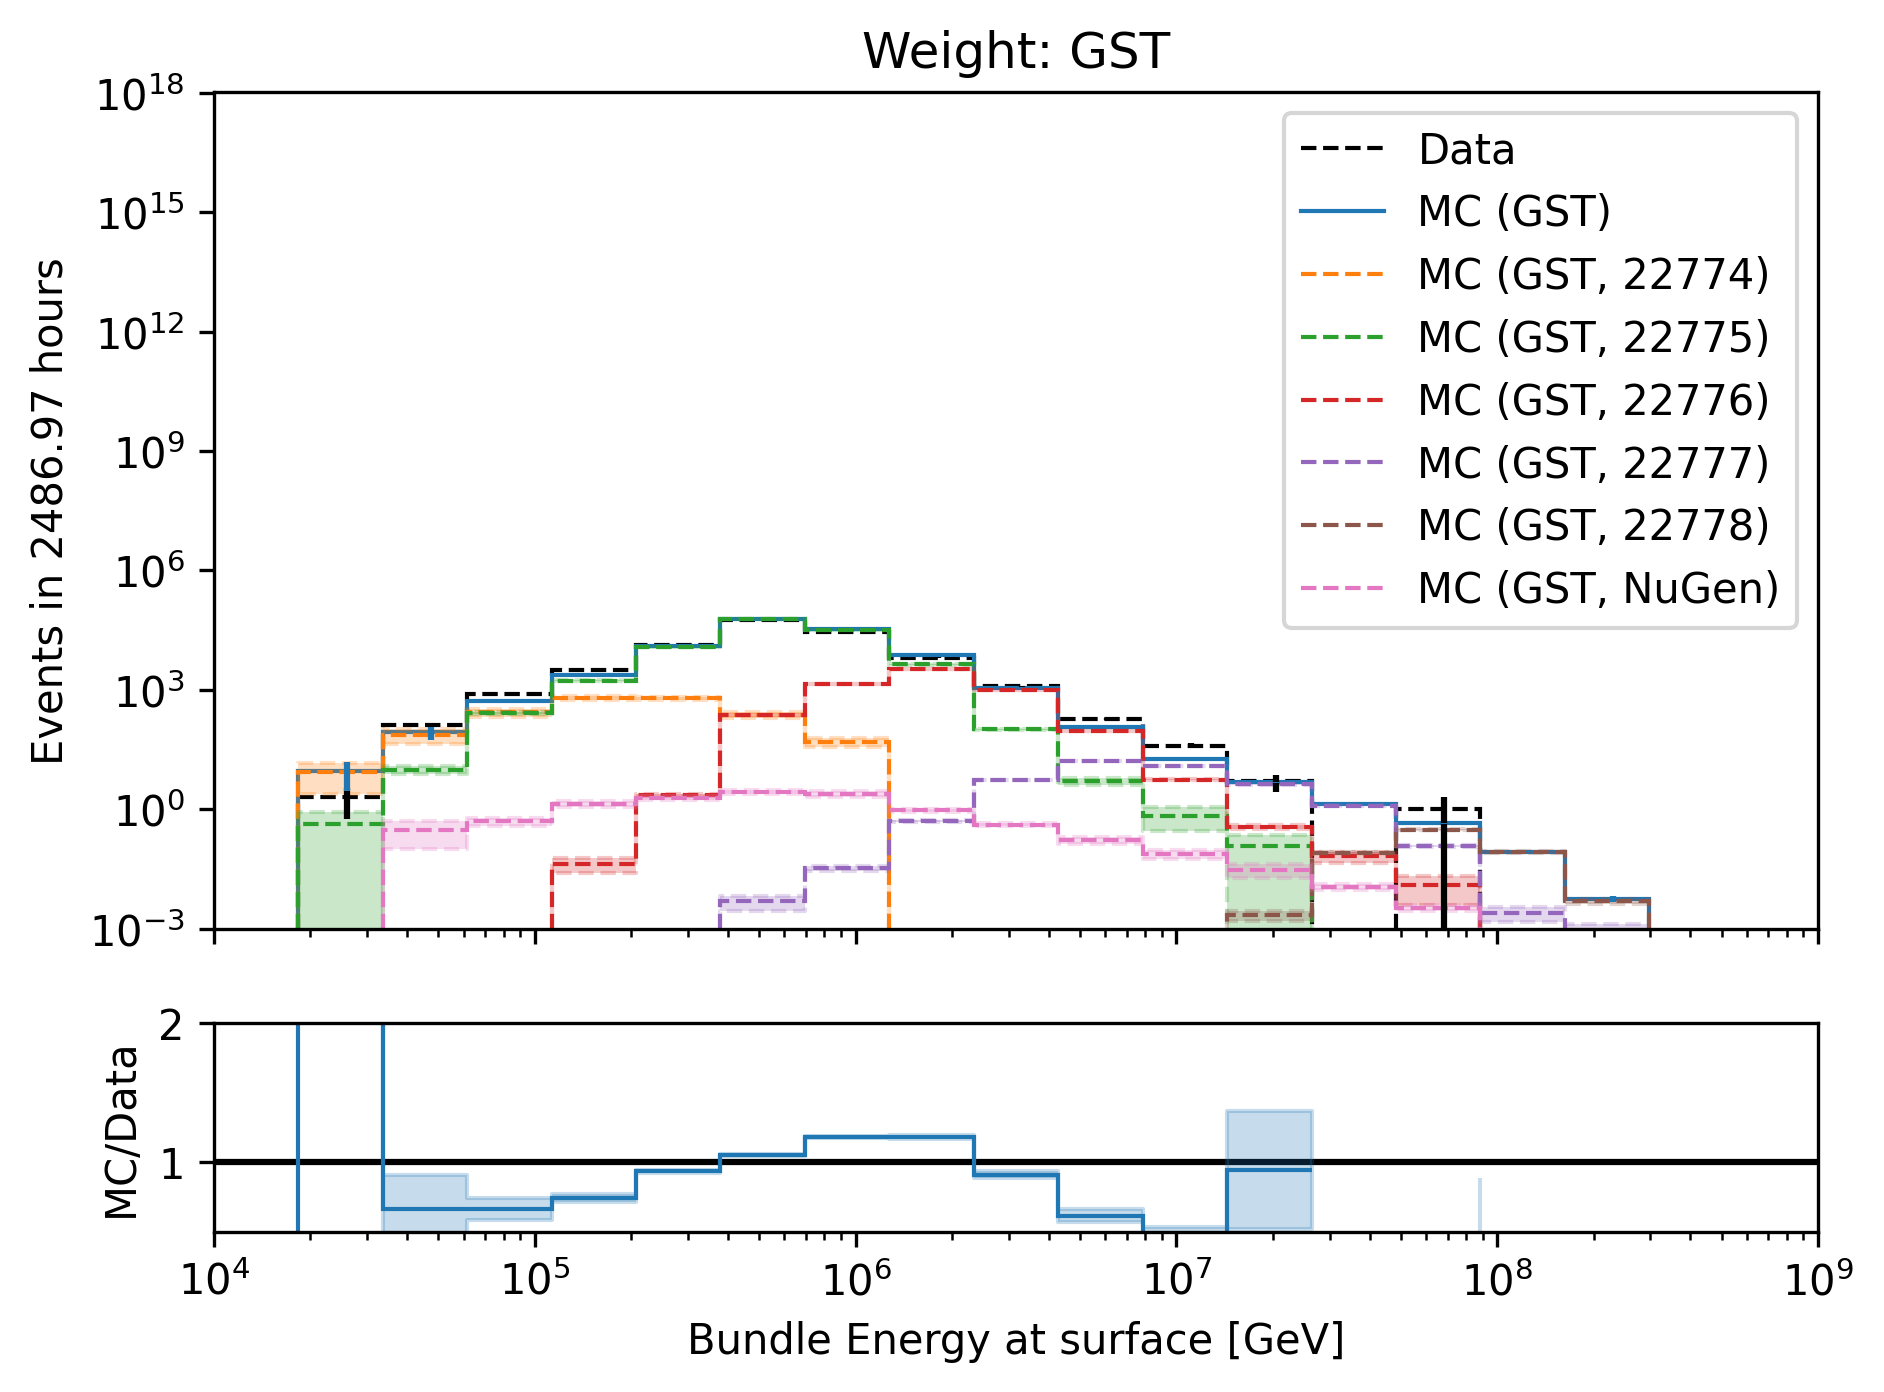 Weight: GST
10^18
10^15
10^12
10^9
10^6
10^3
10^0
10^−3
Events in 2486.97 hours
Data
MC (GST)
MC (GST, 22774)
MC (GST, 22775)
MC (GST, 22776)
MC (GST, 22777)
MC (GST, 22778)
MC (GST, NuGen)
2
1
MC/Data
10^4 10^5 10^6 10^7 10^8 10^9
Bundle Energy at surface [GeV]